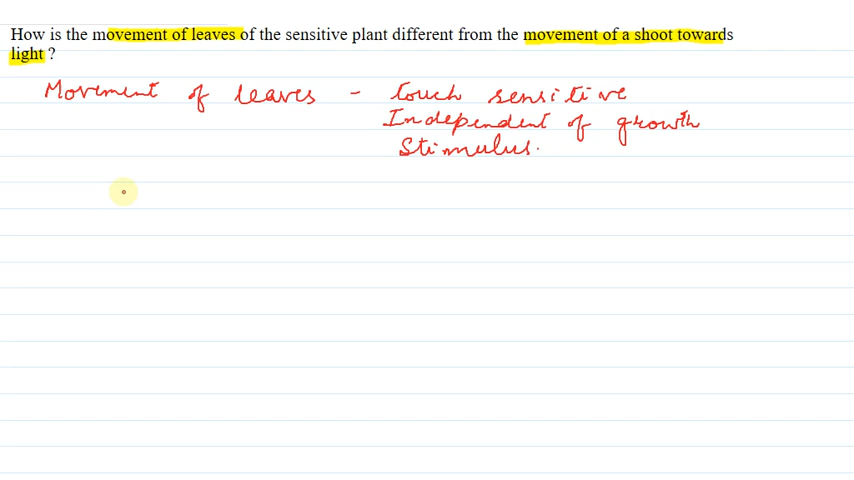 How is the movement of leaves of the sensitive plant different from the movement of a shoot towards
light ?
Movement of leaves - touch sensitive
Independent of growth
Stimulus.